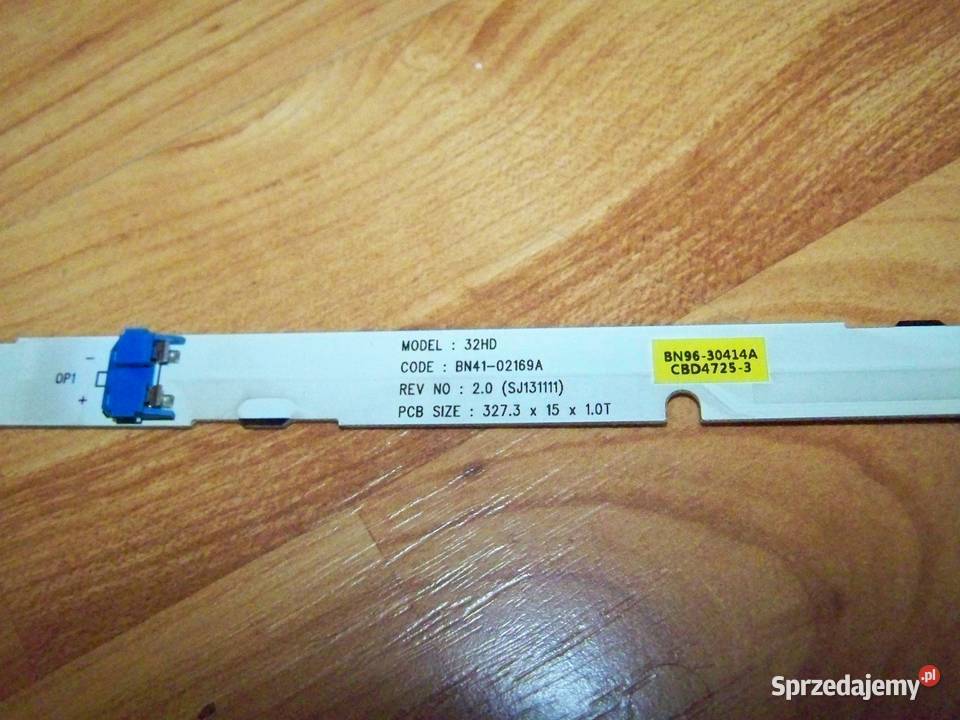 MODEL : 32HD
CODE : BN41-02169A
REV NO : 2.0 (SJ131111)
PCB SIZE : 327.3 x 15 x 1.0T
BN96-30414A
CBD4725-3
-
OP1
+
Sprzedajemy.pl